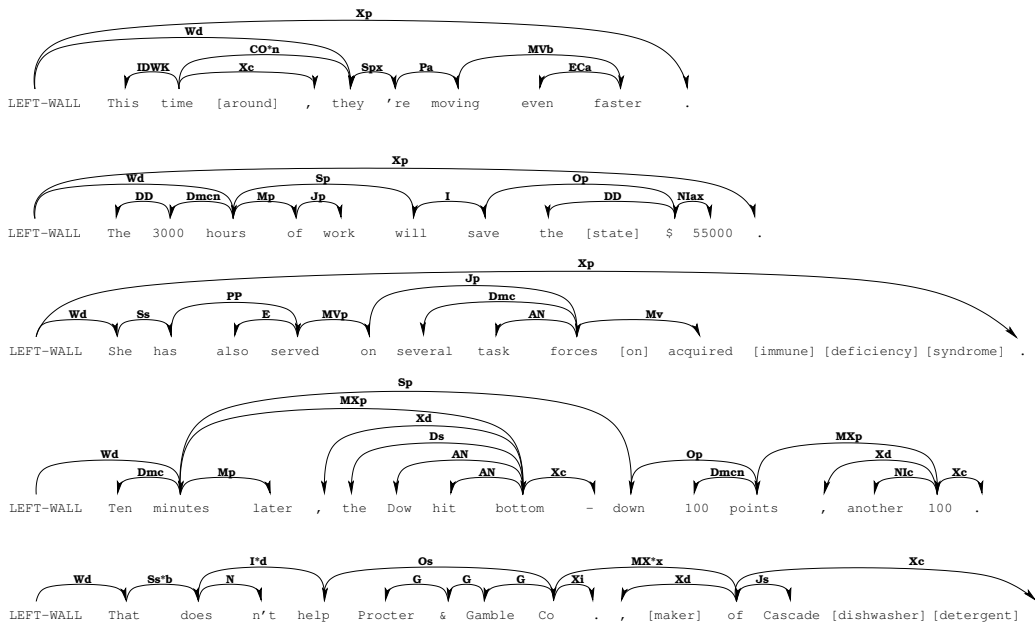 Xp
Wd
CO*n MVb
IDWK Xc Spx Pa ECa
LEFT-WALL This time [around] , they 're moving even faster .
Xp
Wd Sp Op
DD Dmcn Mp Jp I DD NIax
LEFT-WALL The 3000 hours of work will save the [state] $ 55000 .
Xp
Jp
PP Dmc
Wd Ss E MVp AN Mv
LEFT-WALL She has also served on several task forces [on] acquired [immune] [deficiency] [syndrome] .
Sp
MXp
Xd
Ds MXp
Wd AN Op Xd
Dmc Mp AN Xc Dmcn NIc Xc
LEFT-WALL Ten minutes later , the Dow hit bottom - down 100 points , another 100 .
I*d Os MX*x Xc
Wd Ss*b N G G G Xi Xd Js
LEFT-WALL That does n't help Procter & Gamble Co . , [maker] of Cascade [dishwasher] [detergent]